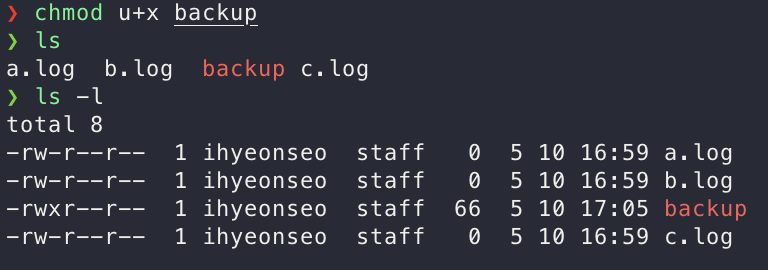 ❯ chmod u+x backup
❯ ls
a.log  b.log  backup c.log
❯ ls -l
total 8
-rw-r--r--  1 ihyeonseo  staff   0  5 10 16:59 a.log
-rw-r--r--  1 ihyeonseo  staff   0  5 10 16:59 b.log
-rwxr--r--  1 ihyeonseo  staff  66  5 10 17:05 backup
-rw-r--r--  1 ihyeonseo  staff   0  5 10 16:59 c.log